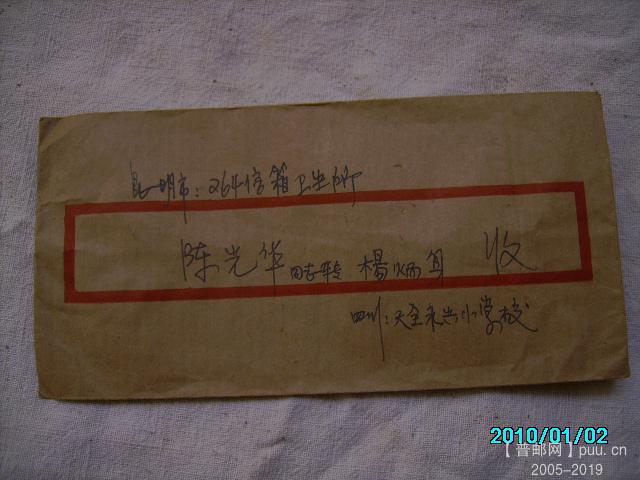 昆明市：264信箱卫生所
陈光华同志转 楊炳身 收
四川：天全永兴小学校
2010/01/02
【普邮网】puu.cn
2005-2019